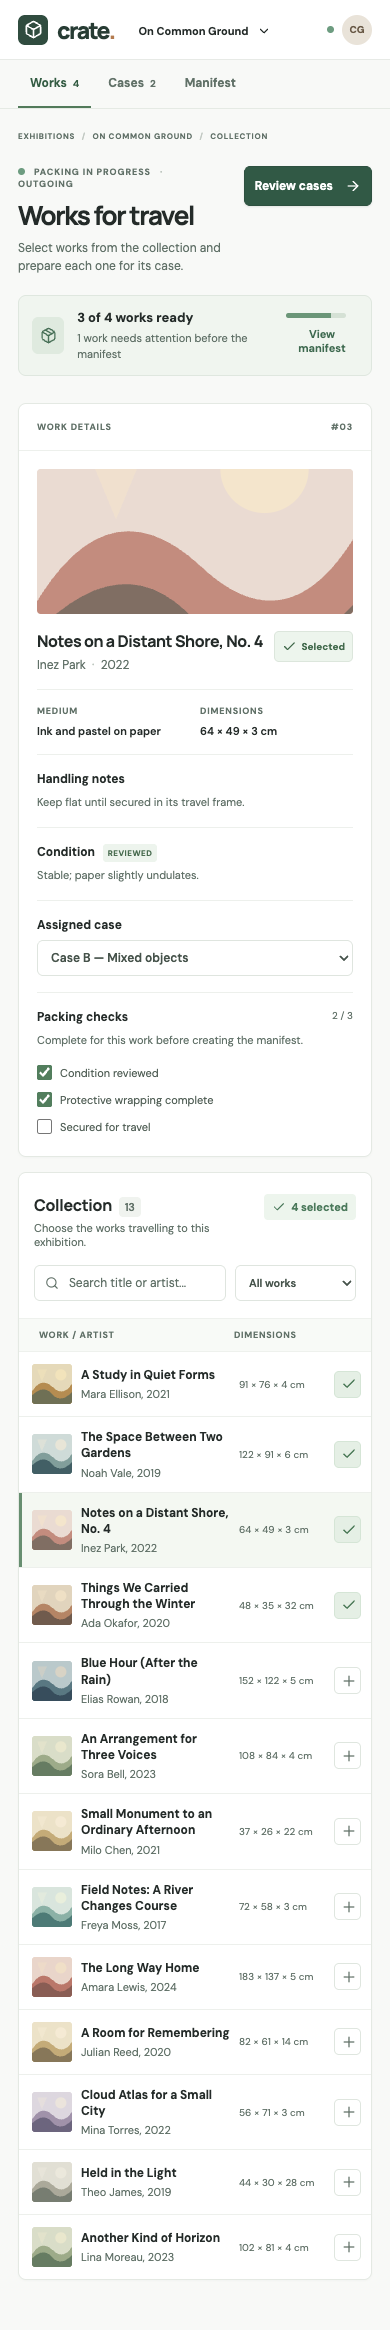 crate.
On Common Ground
CG
Works 4
Cases 2
Manifest
EXHIBITIONS / ON COMMON GROUND / COLLECTION
PACKING IN PROGRESS ·
OUTGOING
Works for travel
Select works from the collection and
prepare each one for its case.
Review cases →
3 of 4 works ready
1 work needs attention before the
manifest
View
manifest
WORK DETAILS
#03
Notes on a Distant Shore, No. 4
Inez Park · 2022
Selected
MEDIUM
DIMENSIONS
Ink and pastel on paper
64 × 49 × 3 cm
Handling notes
Keep flat until secured in its travel frame.
Condition REVIEWED
Stable; paper slightly undulates.
Assigned case
Case B — Mixed objects
Packing checks
2 / 3
Complete for this work before creating the manifest.
Condition reviewed
Protective wrapping complete
Secured for travel
Collection 13
4 selected
Choose the works travelling to this
exhibition.
Search title or artist…
All works
WORK / ARTIST
DIMENSIONS
A Study in Quiet Forms
Mara Ellison, 2021
91 × 76 × 4 cm
The Space Between Two
Gardens
Noah Vale, 2019
122 × 91 × 6 cm
Notes on a Distant Shore,
No. 4
Inez Park, 2022
64 × 49 × 3 cm
Things We Carried
Through the Winter
Ada Okafor, 2020
48 × 35 × 32 cm
Blue Hour (After the
Rain)
Elias Rowan, 2018
152 × 122 × 5 cm
An Arrangement for
Three Voices
Sora Bell, 2023
108 × 84 × 4 cm
Small Monument to an
Ordinary Afternoon
Milo Chen, 2021
37 × 26 × 22 cm
Field Notes: A River
Changes Course
Freya Moss, 2017
72 × 58 × 3 cm
The Long Way Home
Amara Lewis, 2024
183 × 137 × 5 cm
A Room for Remembering
Julian Reed, 2020
82 × 61 × 14 cm
Cloud Atlas for a Small
City
Mina Torres, 2022
56 × 71 × 3 cm
Held in the Light
Theo James, 2019
44 × 30 × 28 cm
Another Kind of Horizon
Lina Moreau, 2023
102 × 81 × 4 cm